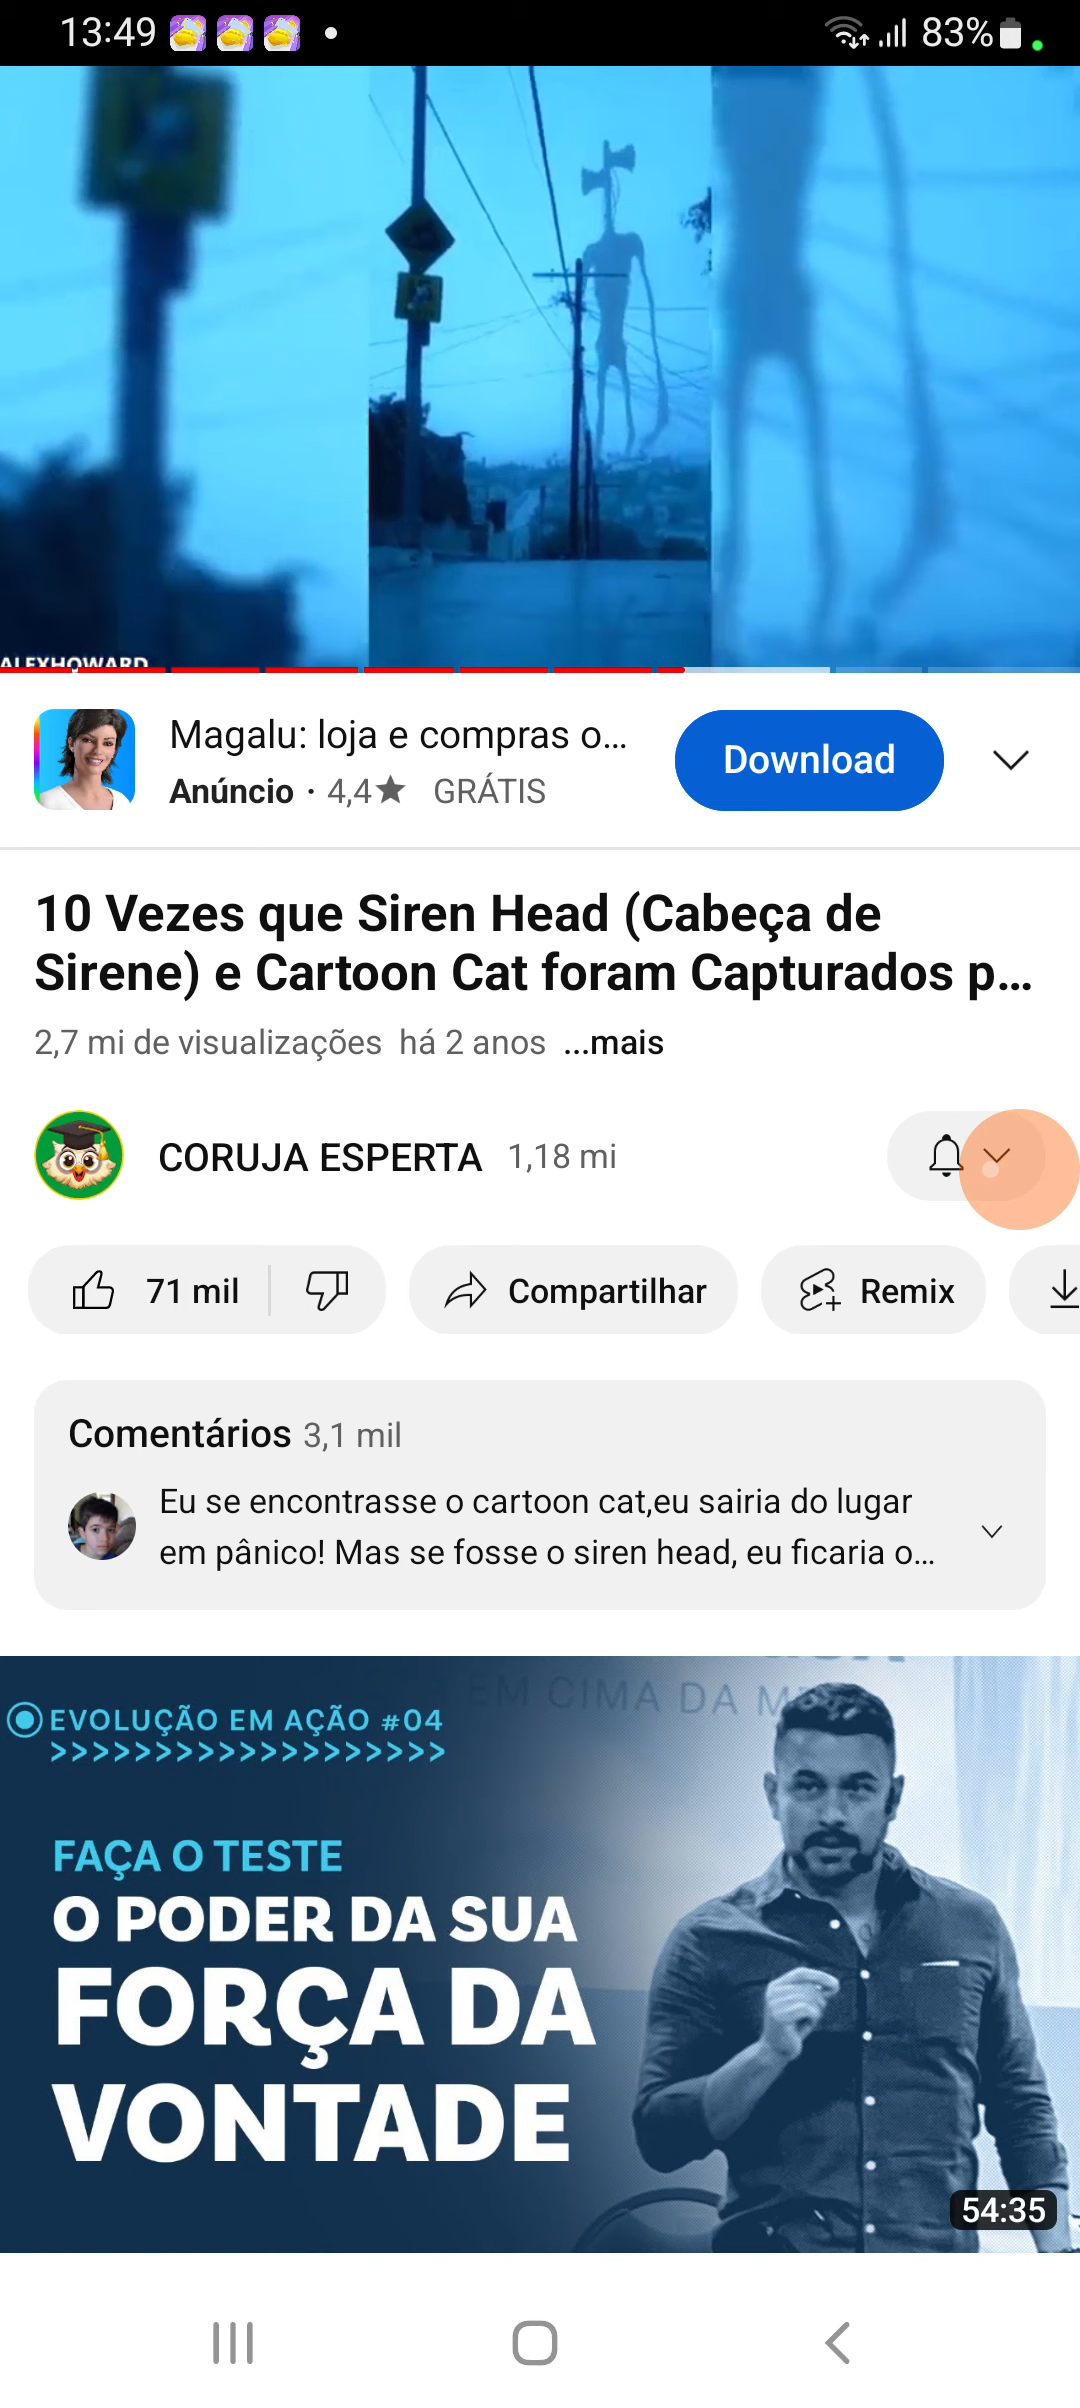 13:49
83%
ALEXHOWARD
Magalu: loja e compras o...
Download
Anúncio · 4,4★ GRÁTIS
10 Vezes que Siren Head (Cabeça de
Sirene) e Cartoon Cat foram Capturados p...
2,7 mi de visualizações há 2 anos ...mais
CORUJA ESPERTA 1,18 mi
71 mil
Compartilhar
Remix
Comentários 3,1 mil
Eu se encontrasse o cartoon cat,eu sairia do lugar
em pânico! Mas se fosse o siren head, eu ficaria o...
EM CIMA DA
EVOLUÇÃO EM AÇÃO #04
>>>>>>>>>>>>>>>>>>>
FAÇA O TESTE
O PODER DA SUA
FORÇA DA
VONTADE
54:35